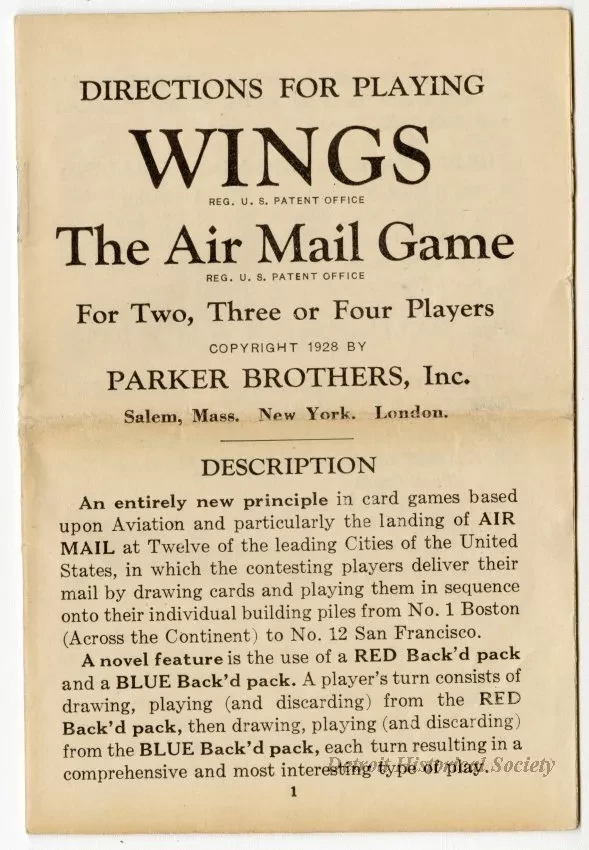 DIRECTIONS FOR PLAYING
WINGS
REG. U. S. PATENT OFFICE
The Air Mail Game
REG. U. S. PATENT OFFICE
For Two, Three or Four Players
COPYRIGHT 1928 BY
PARKER BROTHERS, Inc.
Salem, Mass. New York. London.
DESCRIPTION
An entirely new principle in card games based
upon Aviation and particularly the landing of AIR
MAIL at Twelve of the leading Cities of the United
States, in which the contesting players deliver their
mail by drawing cards and playing them in sequence
onto their individual building piles from No. 1 Boston
(Across the Continent) to No. 12 San Francisco.
A novel feature is the use of a RED Back'd pack
and a BLUE Back'd pack. A player's turn consists of
drawing, playing (and discarding) from the RED
Back'd pack, then drawing, playing (and discarding)
from the BLUE Back'd pack, each turn resulting in a
comprehensive and most interesting type of play.
Detroit Historical Society
1